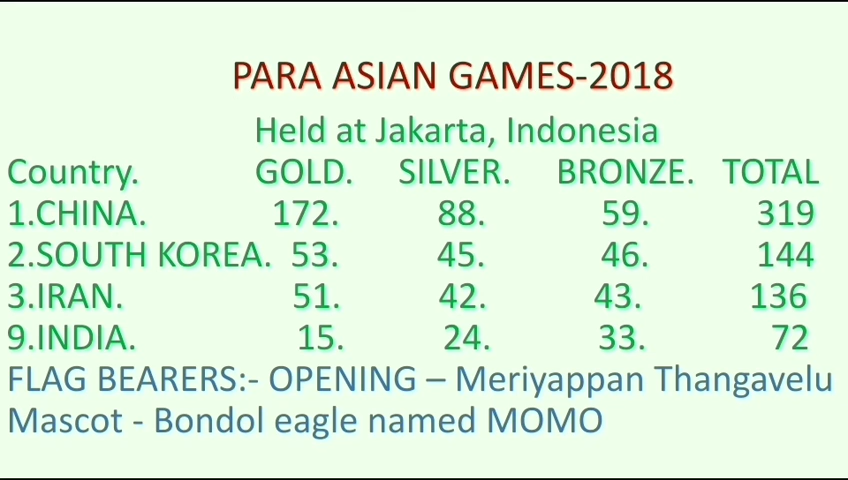 PARA ASIAN GAMES-2018
Held at Jakarta, Indonesia
Country. GOLD. SILVER. BRONZE. TOTAL
1.CHINA. 172. 88. 59. 319
2.SOUTH KOREA. 53. 45. 46. 144
3.IRAN. 51. 42. 43. 136
9.INDIA. 15. 24. 33. 72
FLAG BEARERS:- OPENING – Meriyappan Thangavelu
Mascot - Bondol eagle named MOMO